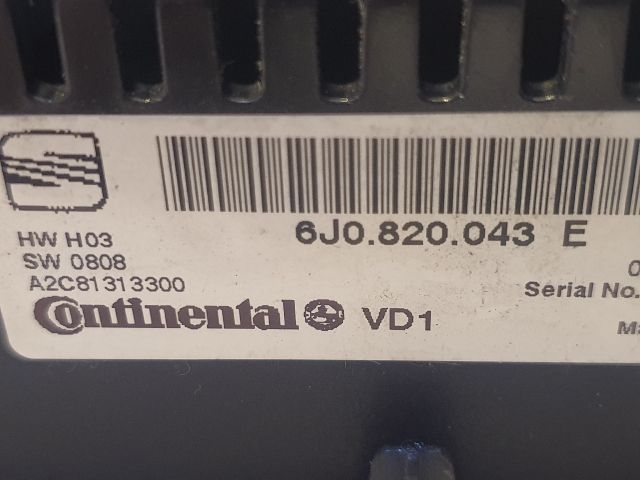 6J0.820.043 E
HW H03
SW 0808
A2C81313300
Serial No.
Continental VD1